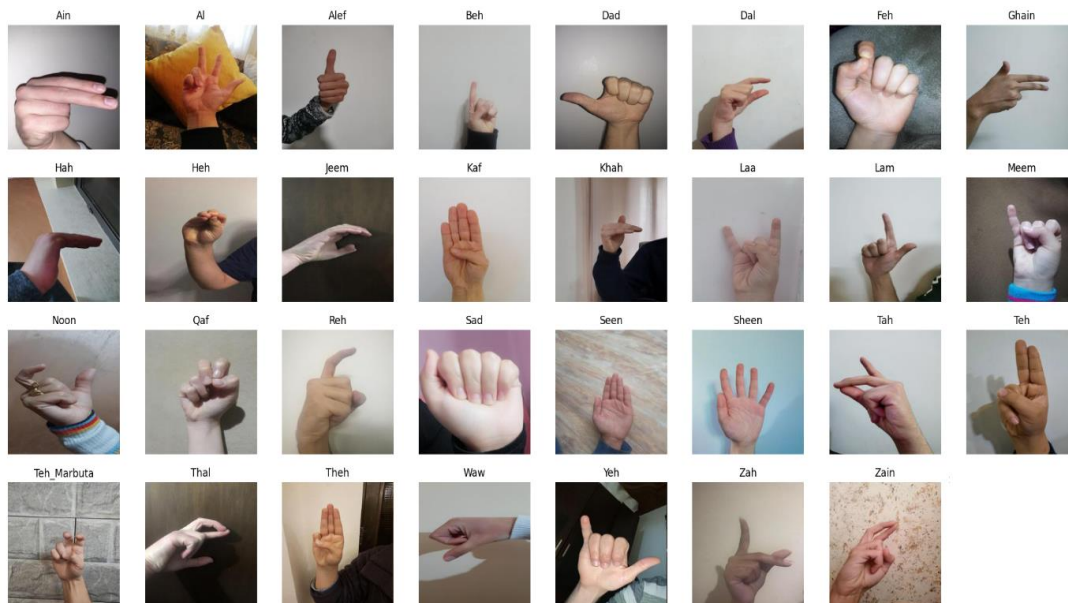 Ain Al Alef Beh Dad Dal Feh Ghain
Hah Heh Jeem Kaf Khah Laa Lam Meem
Noon Qaf Reh Sad Seen Sheen Tah Teh
Teh_Marbuta Thal Theh Waw Yeh Zah Zain